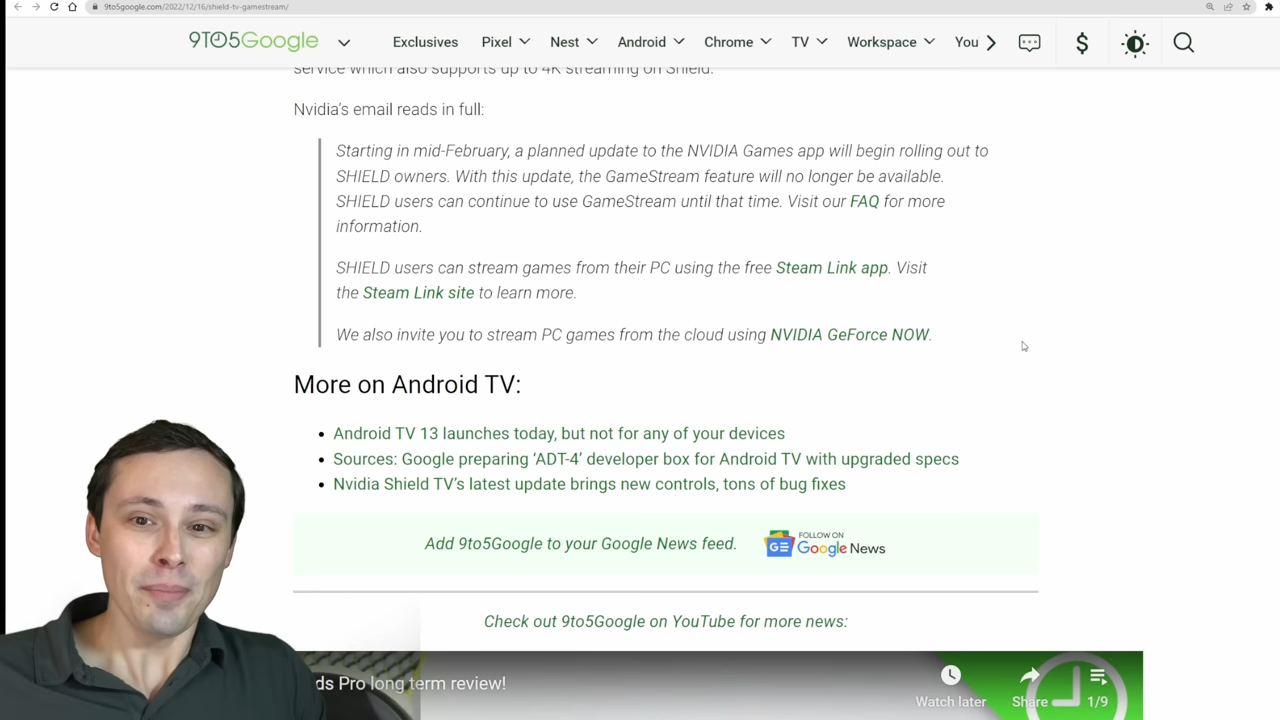 9to5google.com/2022/12/16/shield-tv-gamestream/
9TO5Google
Exclusives Pixel Nest Android Chrome TV Workspace You
service which also supports up to 4K streaming on Shield.
Nvidia's email reads in full:
Starting in mid-February, a planned update to the NVIDIA Games app will begin rolling out to
SHIELD owners. With this update, the GameStream feature will no longer be available.
SHIELD users can continue to use GameStream until that time. Visit our FAQ for more
information.
SHIELD users can stream games from their PC using the free Steam Link app. Visit
the Steam Link site to learn more.
We also invite you to stream PC games from the cloud using NVIDIA GeForce NOW.
More on Android TV:
• Android TV 13 launches today, but not for any of your devices
• Sources: Google preparing ‘ADT-4’ developer box for Android TV with upgraded specs
• Nvidia Shield TV’s latest update brings new controls, tons of bug fixes
Add 9to5Google to your Google News feed.
GE
FOLLOW ON
Google News
Check out 9to5Google on YouTube for more news:
ds Pro long term review!
Watch later Share 1/9